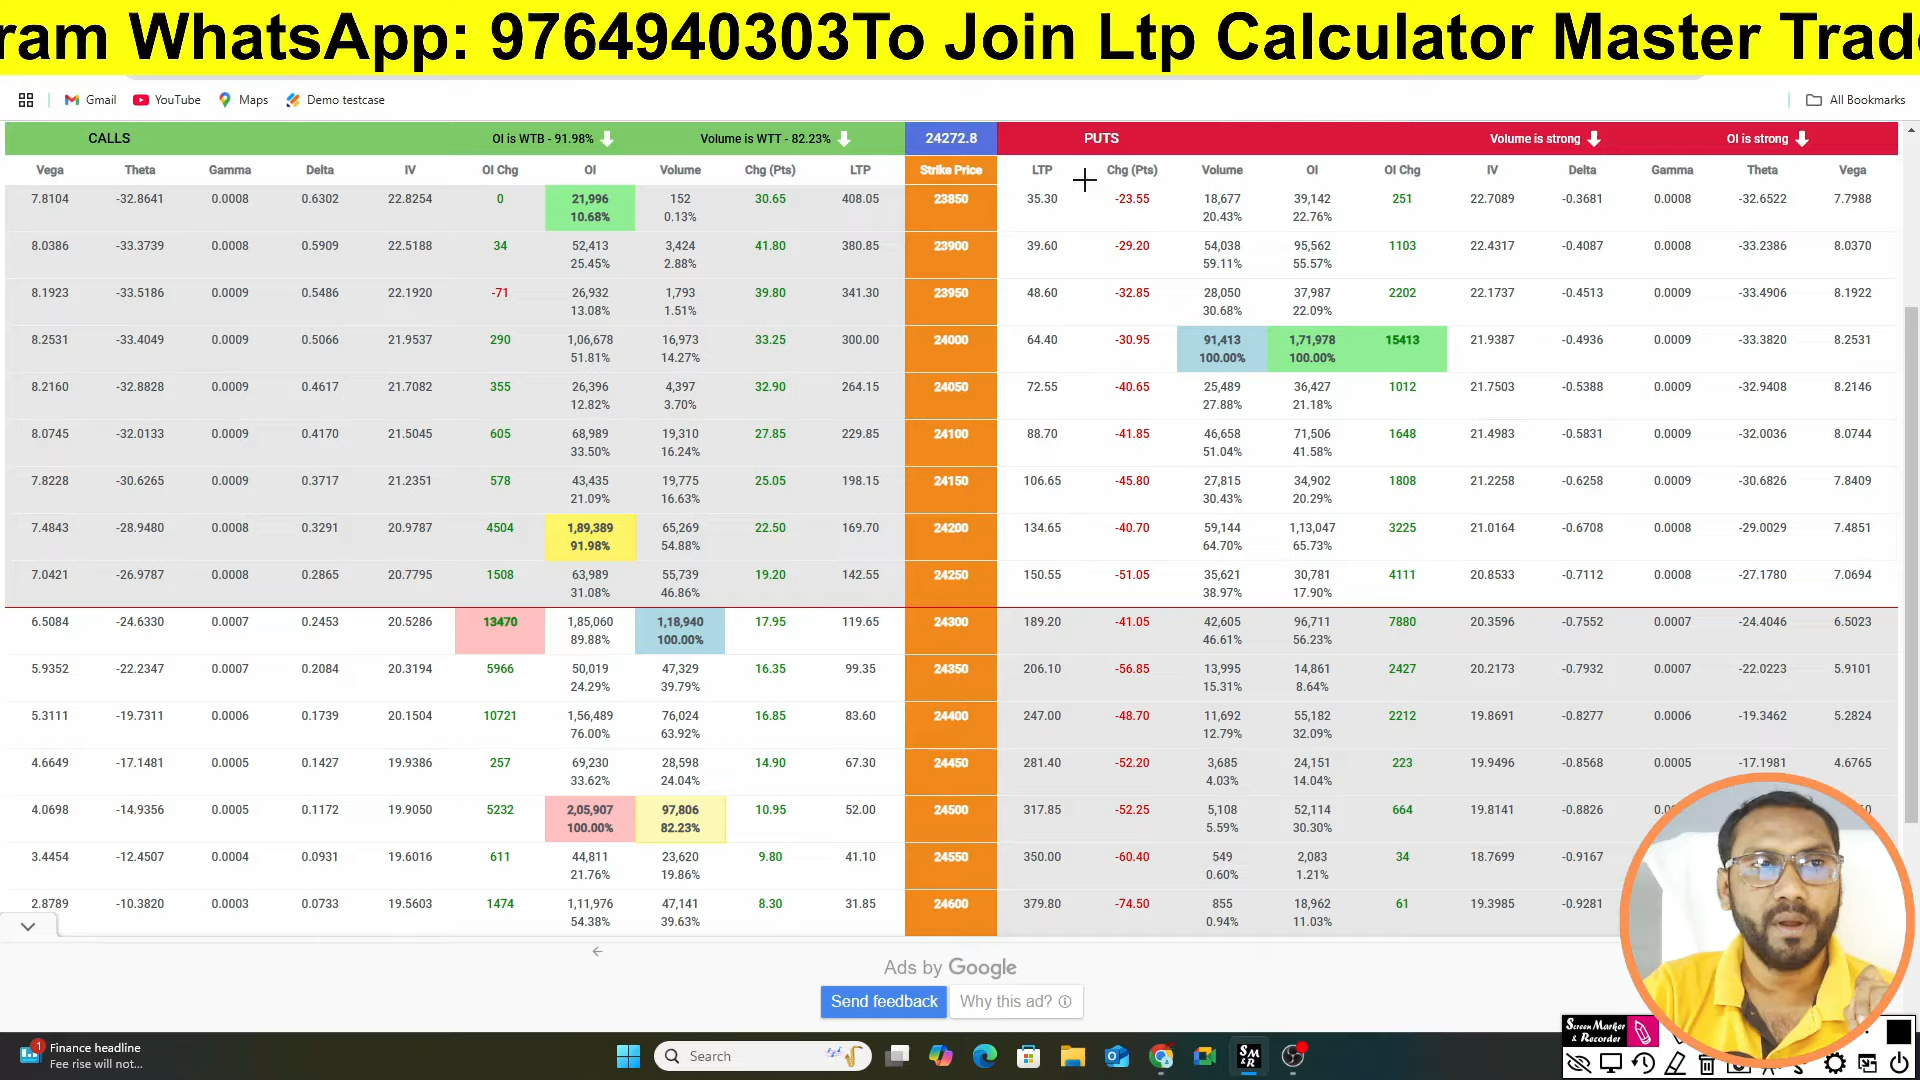 ram WhatsApp: 9764940303To Join Ltp Calculator Master Trad
Gmail YouTube Maps Demo testcase All Bookmarks
CALLS OI is WTB - 91.98% Volume is WTT - 82.23% 24272.8 PUTS Volume is strong OI is strong
Vega Theta Gamma Delta IV OI Chg OI Volume Chg (Pts) LTP Strike Price LTP Chg (Pts) Volume OI OI Chg IV Delta Gamma Theta Vega
7.8104 -32.8641 0.0008 0.6302 22.8254 0 21,996 152 30.65 408.05 23850 35.30 -23.55 18,677 39,142 251 22.7089 -0.3681 0.0008 -32.6522 7.7988
10.68% 0.13% 20.43% 22.76%
8.0386 -33.3739 0.0008 0.5909 22.5188 34 52,413 3,424 41.80 380.85 23900 39.60 -29.20 54,038 95,562 1103 22.4317 -0.4087 0.0008 -33.2386 8.0370
25.45% 2.88% 59.11% 55.57%
8.1923 -33.5186 0.0009 0.5486 22.1920 -71 26,932 1,793 39.80 341.30 23950 48.60 -32.85 28,050 37,987 2202 22.1737 -0.4513 0.0009 -33.4906 8.1922
13.08% 1.51% 30.68% 22.09%
8.2531 -33.4049 0.0009 0.5066 21.9537 290 1,06,678 16,973 33.25 300.00 24000 64.40 -30.95 91,413 1,71,978 15413 21.9387 -0.4936 0.0009 -33.3820 8.2531
51.81% 14.27% 100.00% 100.00%
8.2160 -32.8828 0.0009 0.4617 21.7082 355 26,396 4,397 32.90 264.15 24050 72.55 -40.65 25,489 36,427 1012 21.7503 -0.5388 0.0009 -32.9408 8.2146
12.82% 3.70% 27.88% 21.18%
8.0745 -32.0133 0.0009 0.4170 21.5045 605 68,989 19,310 27.85 229.85 24100 88.70 -41.85 46,658 71,506 1648 21.4983 -0.5831 0.0009 -32.0036 8.0744
33.50% 16.24% 51.04% 41.58%
7.8228 -30.6265 0.0009 0.3717 21.2351 578 43,435 19,775 25.05 198.15 24150 106.65 -45.80 27,815 34,902 1808 21.2258 -0.6258 0.0009 -30.6826 7.8409
21.09% 16.63% 30.43% 20.29%
7.4843 -28.9480 0.0008 0.3291 20.9787 4504 1,89,389 65,269 22.50 169.70 24200 134.65 -40.70 59,144 1,13,047 3225 21.0164 -0.6708 0.0008 -29.0029 7.4851
91.98% 54.88% 64.70% 65.73%
7.0421 -26.9787 0.0008 0.2865 20.7795 1508 63,989 55,739 19.20 142.55 24250 150.55 -51.05 35,621 30,781 4111 20.8533 -0.7112 0.0008 -27.1780 7.0694
31.08% 46.86% 38.97% 17.90%
6.5084 -24.6330 0.0007 0.2453 20.5286 13470 1,85,060 1,18,940 17.95 119.65 24300 189.20 -41.05 42,605 96,711 7880 20.3596 -0.7552 0.0007 -24.4046 6.5023
89.88% 100.00% 46.61% 56.23%
5.9352 -22.2347 0.0007 0.2084 20.3194 5966 50,019 47,329 16.35 99.35 24350 206.10 -56.85 13,995 14,861 2427 20.2173 -0.7932 0.0007 -22.0223 5.9101
24.29% 39.79% 15.31% 8.64%
5.3111 -19.7311 0.0006 0.1739 20.1504 10721 1,56,489 76,024 16.85 83.60 24400 247.00 -48.70 11,692 55,182 2212 19.8691 -0.8277 0.0006 -19.3462 5.2824
76.00% 63.92% 12.79% 32.09%
4.6649 -17.1481 0.0005 0.1427 19.9386 257 69,230 28,598 14.90 67.30 24450 281.40 -52.20 3,685 24,151 223 19.9496 -0.8568 0.0005 -17.1981 4.6765
33.62% 24.04% 4.03% 14.04%
4.0698 -14.9356 0.0005 0.1172 19.9050 5232 2,05,907 97,806 10.95 52.00 24500 317.85 -52.25 5,108 52,114 664 19.8141 -0.8826
100.00% 82.23% 5.59% 30.30%
3.4454 -12.4507 0.0004 0.0931 19.6016 611 44,811 23,620 9.80 41.10 24550 350.00 -60.40 549 2,083 34 18.7699 -0.9167
21.76% 19.86% 0.60% 1.21%
2.8789 -10.3820 0.0003 0.0733 19.5603 1474 1,11,976 47,141 8.30 31.85 24600 379.80 -74.50 855 18,962 61 19.3985 -0.9281
54.38% 39.63% 0.94% 11.03%
Ads by Google
Send feedback Why this ad?
Screen Marker
& Recorder
1 Finance headline
Fee rise will not...
Search
SM
&R